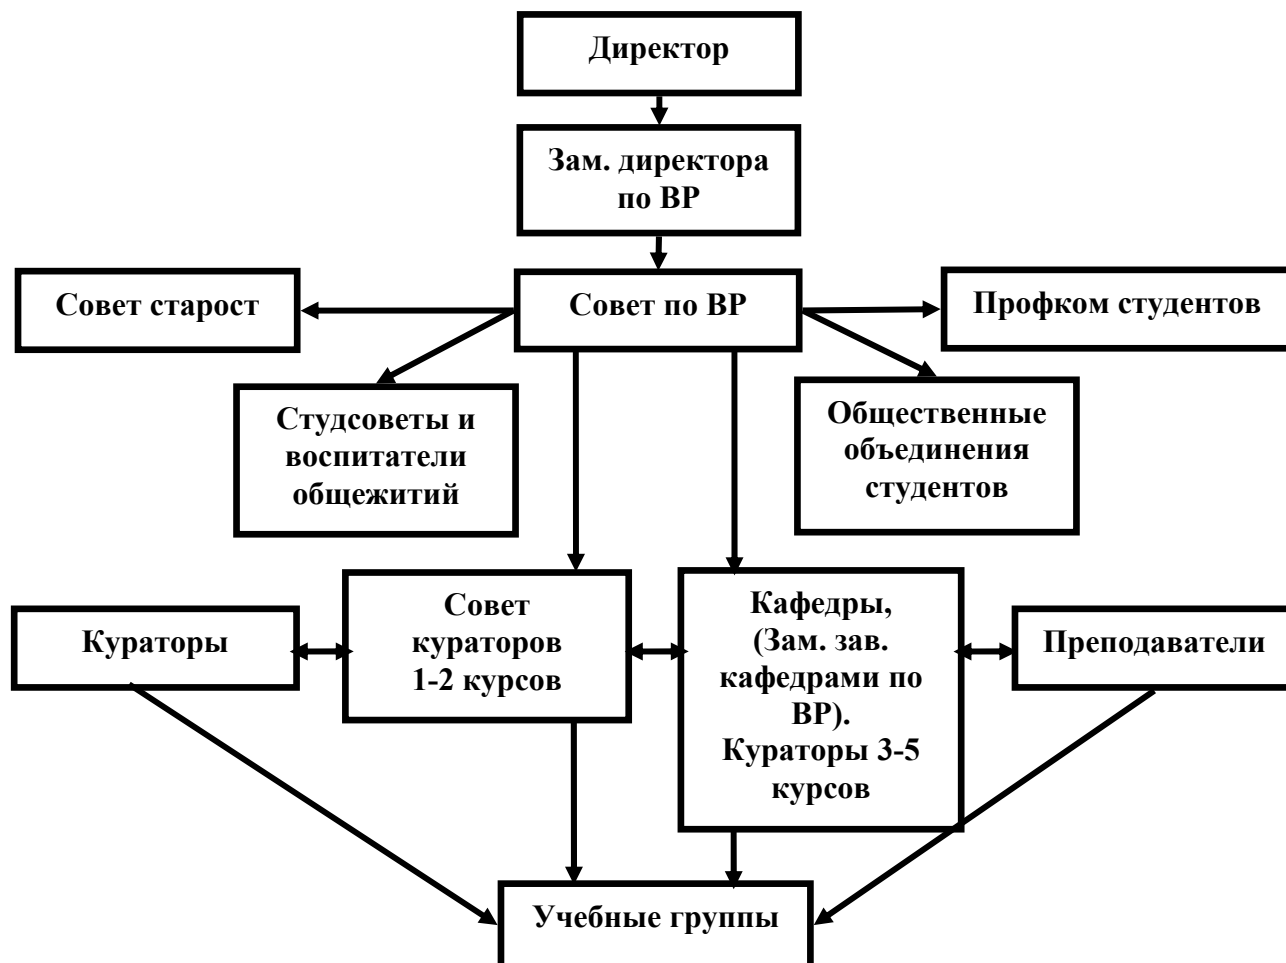 Директор
Зам. директора
по ВР
Совет старост
Совет по ВР
Профком студентов
Студсоветы и
воспитатели
общежитий
Общественные
объединения
студентов
Кураторы
Совет
кураторов
1-2 курсов
Кафедры,
(Зам. зав.
кафедрами по
ВР).
Кураторы 3-5
курсов
Преподаватели
Учебные группы